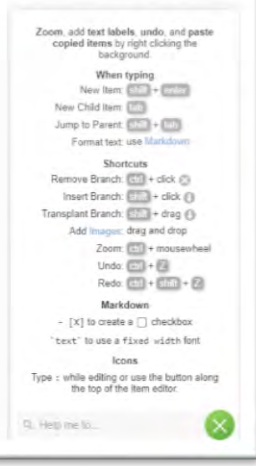 Zoom, add text labels, undo, and paste
copied items by right clicking the
background
When typing
New Item: shift + enter
New Child Item: tab
Jump to Parent: shift + tab
Format text: use Markdown
Shortcuts
Remove Branch: ctrl + click
Insert Branch: shift + click
Transplant Branch: shift + drag
Add Images: drag and drop
Zoom: ctrl + mousewheel
Undo: ctrl + Z
Redo: ctrl + shift + Z
Markdown
- [X] to create a checkbox
`text` to use a fixed width font
Icons
Type : while editing or use the button along
the top of the item editor.
Help me to...